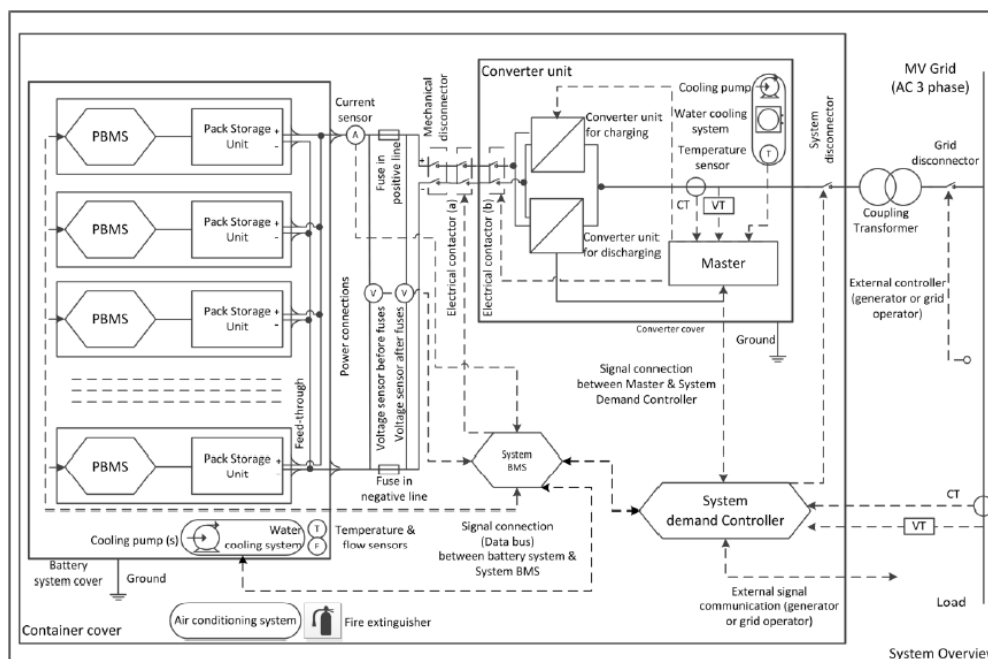 Converter unit
Cooling pump
Water cooling
system
Temperature
sensor
Converter unit
for charging
Converter unit
for discharging
CT
VT
Master
Converter cover
Ground
MV Grid
(AC 3 phase)
System
disconnector
Grid
disconnector
Coupling
Transformer
External controller
(generator or grid
operator)
Current
sensor
A
Mechanical
disconnector
Fuse in
positive line
+
-
Electrical contactor (a)
Electrical contactor (b)
PBMS
Pack Storage
Unit
+
-
PBMS
Pack Storage
Unit
+
-
PBMS
Pack Storage
Unit
+
-
PBMS
Pack Storage
Unit
+
-
Feed-through
Power connections
Voltage sensor before fuses
Voltage sensor after fuses
V
V
T
Fuse in
negative line
System
BMS
Signal connection
between Master & System
Demand Controller
System
demand Controller
CT
VT
Cooling pump (s)
Water
cooling system
T
F
Temperature &
flow sensors
Signal connection
(Data bus)
between battery system &
System BMS
Battery
system cover
Ground
External signal
communication (generator
or grid operator)
Load
Air conditioning system
Fire extinguisher
Container cover
System Overview